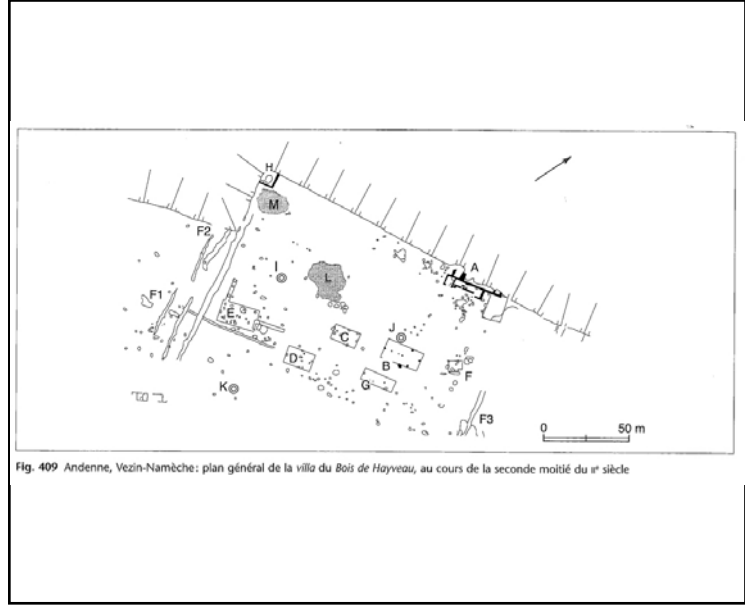 H
M
F2
A
I
L
F1
E
J
C
D
B
F
G
K
F3
0 50 m
Fig. 409 Andenne, Vezin-Namêche: plan général de la villa du Bois de Hayveau, au cours de la seconde moitié du IIe siècle